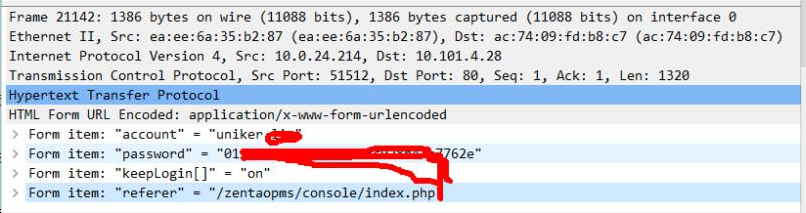 Frame 21142: 1386 bytes on wire (11088 bits), 1386 bytes captured (11088 bits) on interface 0
Ethernet II, Src: ea:ee:6a:35:b2:87 (ea:ee:6a:35:b2:87), Dst: ac:74:09:fd:b8:c7 (ac:74:09:fd:b8:c7)
Internet Protocol Version 4, Src: 10.0.24.214, Dst: 10.101.4.28
Transmission Control Protocol, Src Port: 51512, Dst Port: 80, Seq: 1, Ack: 1, Len: 1320
Hypertext Transfer Protocol
HTML Form URL Encoded: application/x-www-form-urlencoded
Form item: "account" = "uniker "
Form item: "password" = "01 7762e"
Form item: "keepLogin[]" = "on"
Form item: "referer" = "/zentaopms/console/index.php